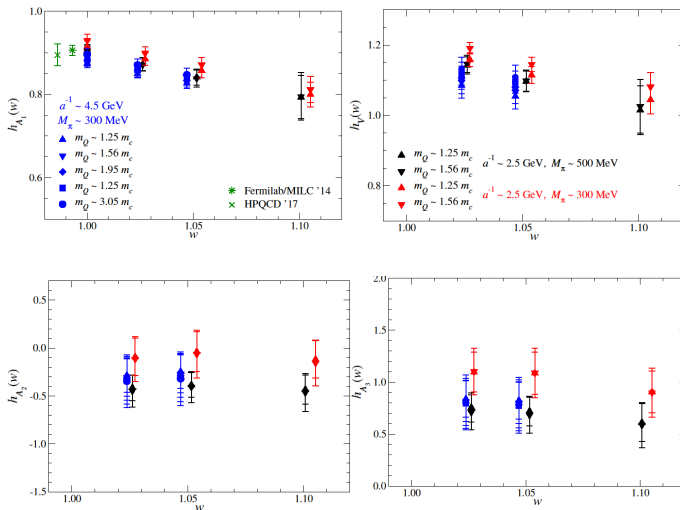 1.0
0.8
0.6
h_{A_1}(w)
a^{-1} ~ 4.5 GeV
M_π ~ 300 MeV
m_Q ~ 1.25 m_c
m_Q ~ 1.56 m_c
m_Q ~ 1.95 m_c
m_Q ~ 1.25 m_c
m_Q ~ 3.05 m_c
Fermilab/MILC '14
HPQCD '17
1.00
1.05
1.10
w
1.2
1.0
0.8
h_V(w)
m_Q ~ 1.25 m_c
m_Q ~ 1.56 m_c
a^{-1} ~ 2.5 GeV, M_π ~ 500 MeV
m_Q ~ 1.25 m_c
m_Q ~ 1.56 m_c
a^{-1} ~ 2.5 GeV, M_π ~ 300 MeV
1.00
1.05
1.10
w
0.5
0.0
-0.5
-1.0
-1.5
h_{A_2}(w)
1.00
1.05
1.10
w
2.0
1.5
1.0
0.5
0.0
1.00
1.05
1.10
w